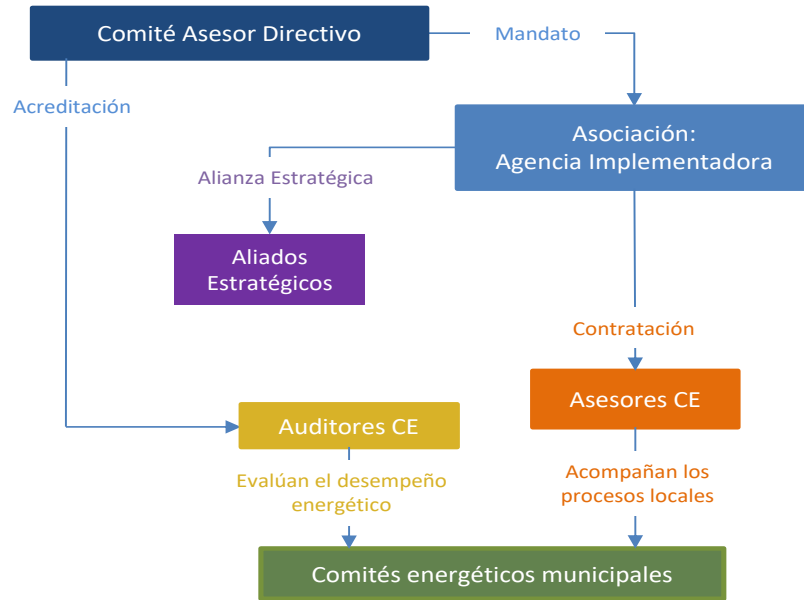 Comité Asesor Directivo
Mandato
Acreditación
Asociación:
Agencia Implementadora
Alianza Estratégica
Aliados
Estratégicos
Contratación
Asesores CE
Auditores CE
Evalúan el desempeño
energético
Acompañan los
procesos locales
Comités energéticos municipales